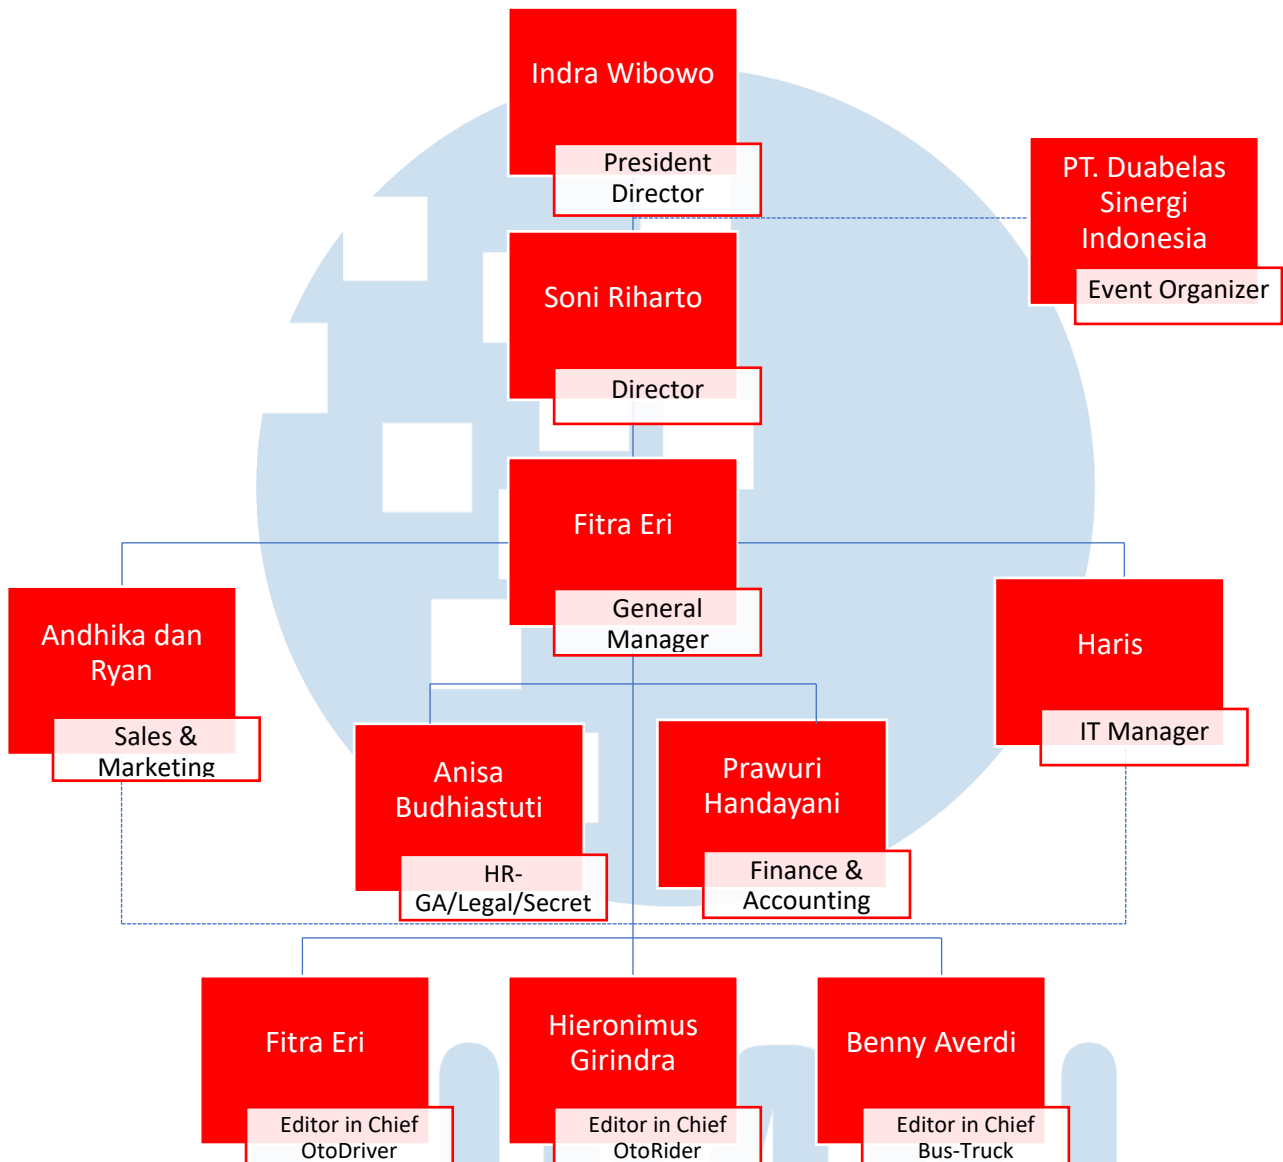 Indra Wibowo
President
Director
PT. Duabelas
Sinergi
Indonesia
Event Organizer
Soni Riharto
Director
Fitra Eri
General
Manager
Andhika dan
Ryan
Sales &
Marketing
Haris
IT Manager
Anisa
Budhiastuti
HR-
GA/Legal/Secret
Prawuri
Handayani
Finance &
Accounting
Fitra Eri
Editor in Chief
OtoDriver
Hieronimus
Girindra
Editor in Chief
OtoRider
Benny Averdi
Editor in Chief
Bus-Truck